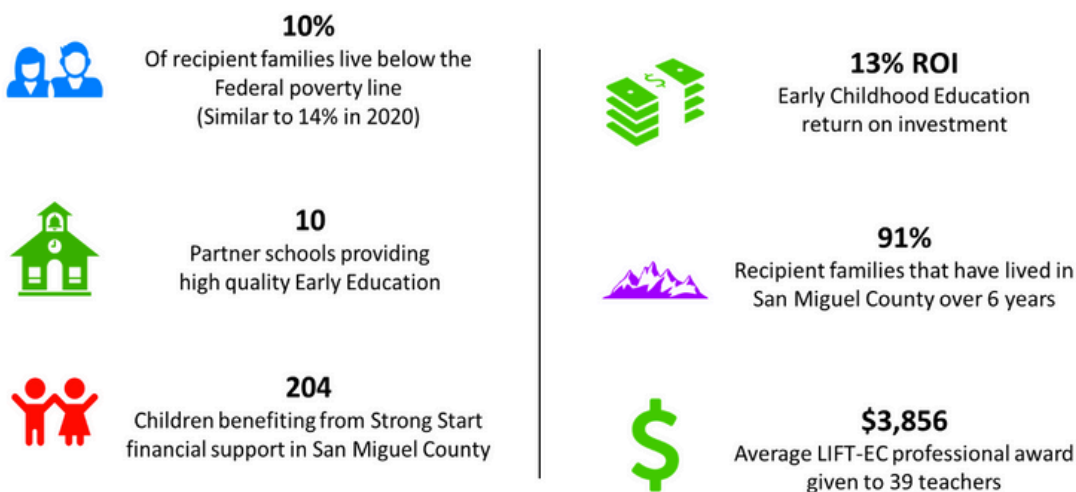 10%
Of recipient families live below the
Federal poverty line
(Similar to 14% in 2020)
10
Partner schools providing
high quality Early Education
204
Children benefiting from Strong Start
financial support in San Miguel County
13% ROI
Early Childhood Education
return on investment
91%
Recipient families that have lived in
San Miguel County over 6 years
$3,856
Average LIFT-EC professional award
given to 39 teachers